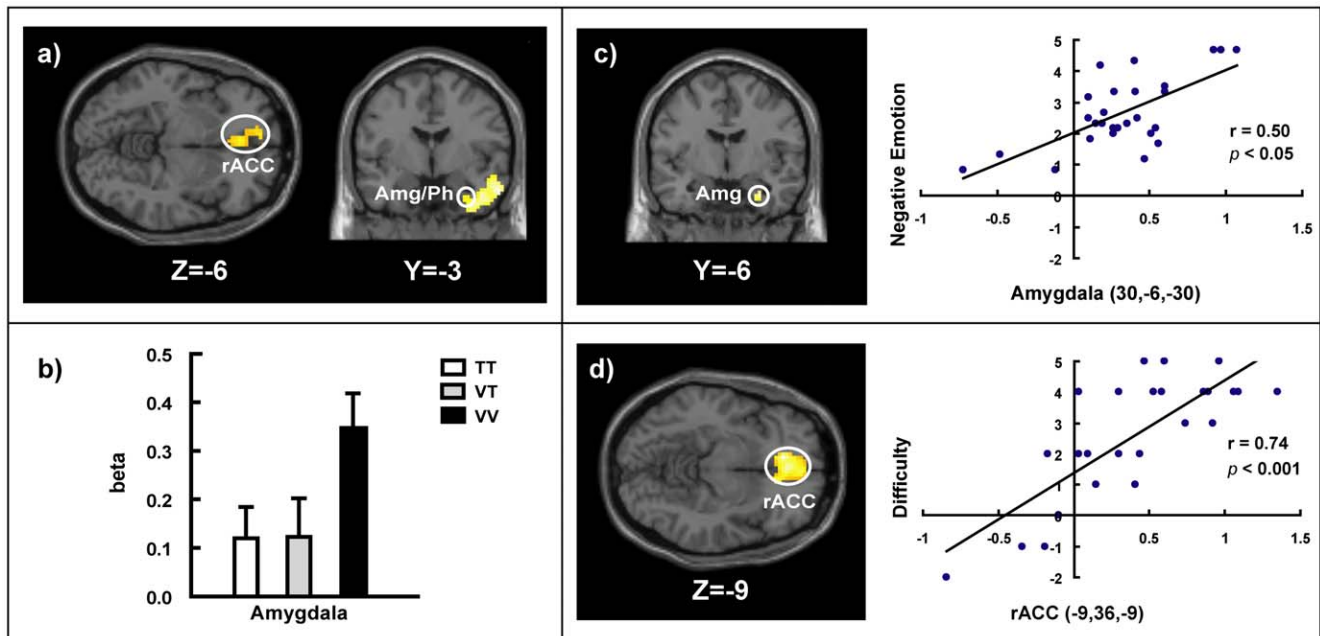 a)
rACC
Amg/Ph
Z=-6
Y=-3
b)
0.5
0.4
0.3
0.2
0.1
0.0
beta
Amygdala
TT
VT
VV
c)
Amg
Y=-6
Negative Emotion
5
4
3
2
1
0
-1
-2
-1
-0.5
0
0.5
1
1.5
r = 0.50
p < 0.05
Amygdala (30,-6,-30)
d)
rACC
Z=-9
Difficulty
5
4
3
2
1
0
-1
-2
-1
-0.5
0
0.5
1
1.5
r = 0.74
p < 0.001
rACC (-9,36,-9)